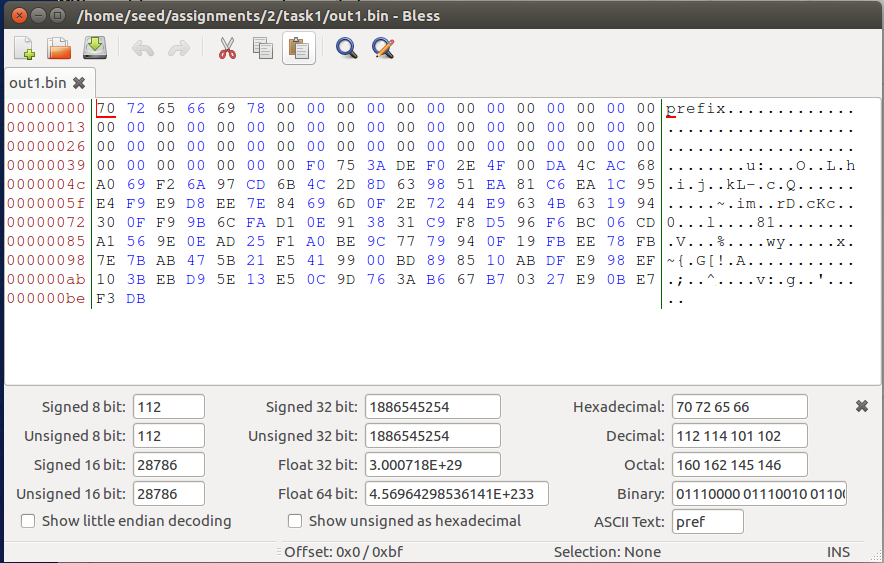 /home/seed/assignments/2/task1/out1.bin - Bless
out1.bin
00000000 70 72 65 66 69 78 00 00 00 00 00 00 00 00 00 00 00 00 00 prefix.............
00000013 00 00 00 00 00 00 00 00 00 00 00 00 00 00 00 00 00 00 00 ...................
00000026 00 00 00 00 00 00 00 00 00 00 00 00 00 00 00 00 00 00 00 ...................
00000039 00 00 00 00 00 00 00 F0 75 3A DE F0 2E 4F 00 DA 4C AC 68 ........u:...O..L.h
0000004c A0 69 F2 6A 97 CD 6B 4C 2D 8D 63 98 51 EA 81 C6 EA 1C 95 .i.j..kL-.c.Q......
0000005f E4 F9 E9 D8 EE 7E 84 69 6D 0F 2E 72 44 E9 63 4B 63 19 94 .....~.im..rD.cKc..
00000072 30 0F F9 9B 6C FA D1 0E 91 38 31 C9 F8 D5 96 F6 BC 06 CD 0...l....81........
00000085 A1 56 9E 0E AD 25 F1 A0 BE 9C 77 79 94 0F 19 FB EE 78 FB .V...%....wy.....x.
00000098 7E 7B AB 47 5B 21 E5 41 99 00 BD 89 85 10 AB DF E9 98 EF ~{.G[!.A...........
000000ab 10 3B EB D9 5E 13 E5 0C 9D 76 3A B6 67 B7 03 27 E9 0B E7 .;..^....v:.g..'...
000000be F3 DB ..
Signed 8 bit: 112 Signed 32 bit: 1886545254 Hexadecimal: 70 72 65 66
Unsigned 8 bit: 112 Unsigned 32 bit: 1886545254 Decimal: 112 114 101 102
Signed 16 bit: 28786 Float 32 bit: 3.000718E+29 Octal: 160 162 145 146
Unsigned 16 bit: 28786 Float 64 bit: 4.56964298536141E+233 Binary: 01110000 01110010 01100
Show little endian decoding Show unsigned as hexadecimal ASCII Text: pref
Offset: 0x0 / 0xbf Selection: None INS